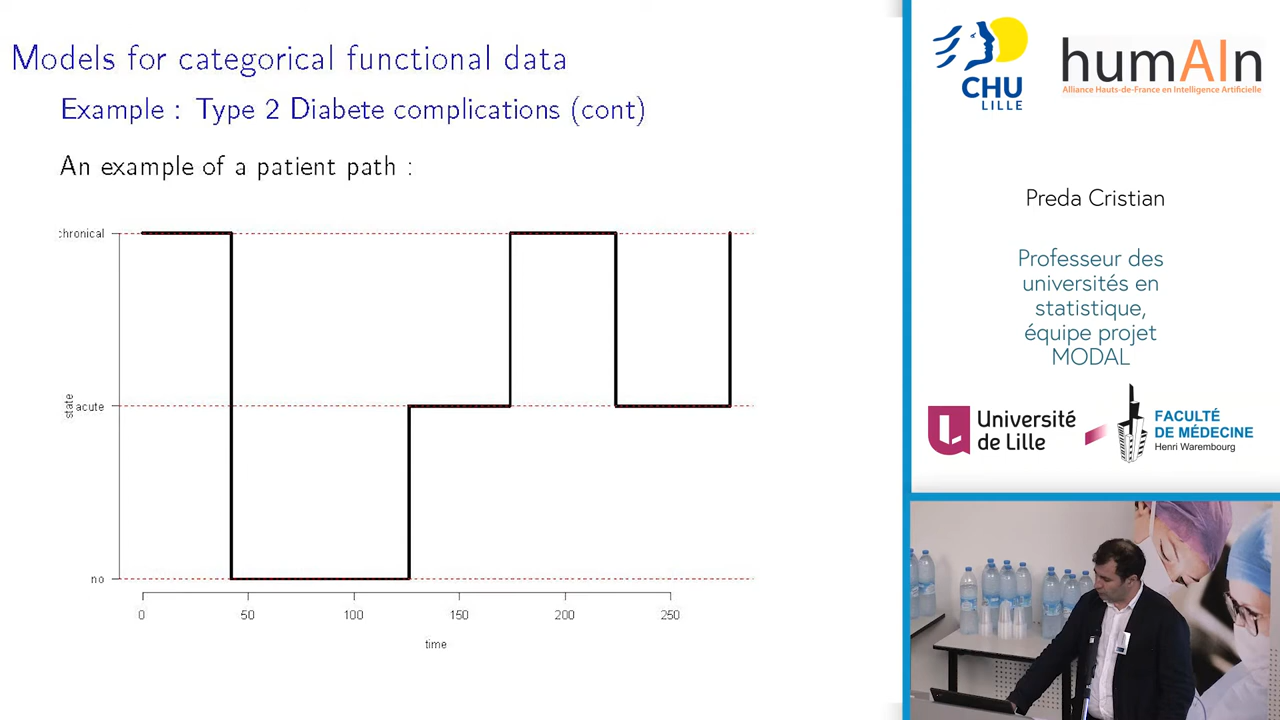 Models for categorical functional data
Example : Type 2 Diabete complications (cont)
An example of a patient path :
chronical
state
acute
no
0 50 100 150 200 250
time
CHU
LILLE
humAIn
Alliance Hauts-de-France en Intelligence Artificielle
Preda Cristian
Professeur des
universités en
statistique,
équipe projet
MODAL
Université
de Lille
FACULTÉ
DE MÉDECINE
Henri Warembourg